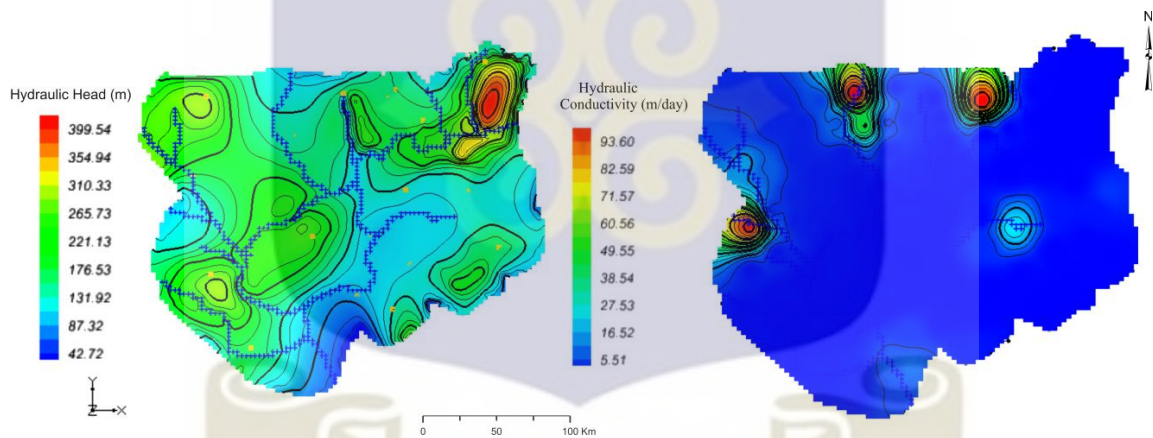 Hydraulic Head (m)
399.54
354.94
310.33
265.73
221.13
176.53
131.92
87.32
42.72
Y
Z
X
Hydraulic
Conductivity (m/day)
93.60
82.59
71.57
60.56
49.55
38.54
27.53
16.52
5.51
0 50 100 Km
N